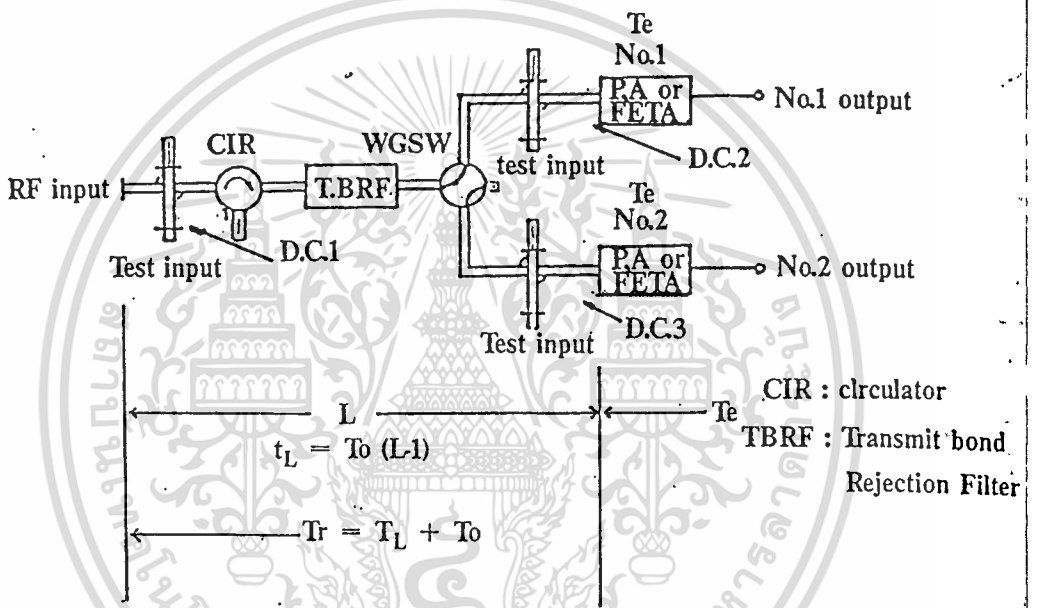 Te
No.1
P,A or
FETA
No.1 output
D.C.2
test input
CIR
WGSW
RF input
T.BRF.
Te
No.2
P,A or
FETA
No.2 output
D.C.3
Test input
D.C.1
Test input
L
Te
t_L = To (L-1)
Tr = T_L + To
CIR : clrculator
TBRF : Transmit bond
Rejection Filter